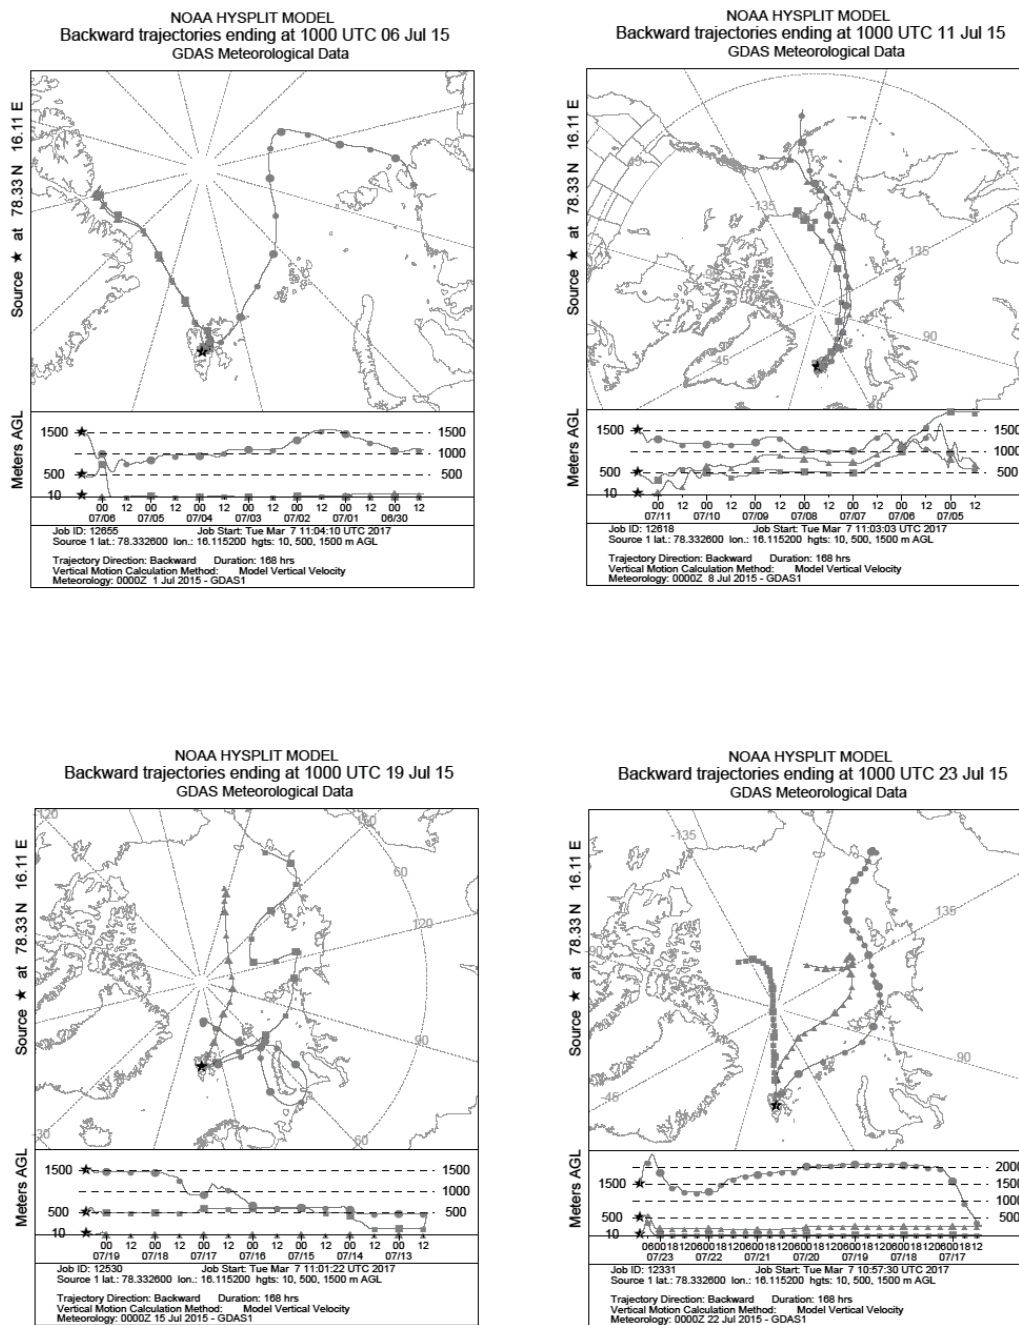 NOAA HYSPLIT MODEL
Backward trajectories ending at 1000 UTC 06 Jul 15
GDAS Meteorological Data
Source ★ at 78.33 N 16.11 E
Meters AGL
1500 1500
1000
500 500
10
00 12 00 12 00 12 00 12 00 12 00 12 00 12
07/06 07/05 07/04 07/03 07/02 07/01 06/30
Job ID: 12655 Job Start: Tue Mar 7 11:04:10 UTC 2017
Source 1 lat.: 78.332600 lon.: 16.115200 hgts: 10, 500, 1500 m AGL
Trajectory Direction: Backward Duration: 168 hrs
Vertical Motion Calculation Method: Model Vertical Velocity
Meteorology: 0000Z 1 Jul 2015 - GDAS1
NOAA HYSPLIT MODEL
Backward trajectories ending at 1000 UTC 11 Jul 15
GDAS Meteorological Data
Source ★ at 78.33 N 16.11 E
-135
135
-90
90
-45
45
Meters AGL
1500 1500
1000
500 500
10
00 12 00 12 00 12 00 12 00 12 00 12 00 12
07/11 07/10 07/09 07/08 07/07 07/06 07/05
Job ID: 12618 Job Start: Tue Mar 7 11:03:03 UTC 2017
Source 1 lat.: 78.332600 lon.: 16.115200 hgts: 10, 500, 1500 m AGL
Trajectory Direction: Backward Duration: 168 hrs
Vertical Motion Calculation Method: Model Vertical Velocity
Meteorology: 0000Z 8 Jul 2015 - GDAS1
NOAA HYSPLIT MODEL
Backward trajectories ending at 1000 UTC 19 Jul 15
GDAS Meteorological Data
Source ★ at 78.33 N 16.11 E
-120
150
60
120
90
-30
60
Meters AGL
1500 1500
1000
500 500
10
00 12 00 12 00 12 00 12 00 12 00 12 00 12
07/19 07/18 07/17 07/16 07/15 07/14 07/13
Job ID: 12530 Job Start: Tue Mar 7 11:01:22 UTC 2017
Source 1 lat.: 78.332600 lon.: 16.115200 hgts: 10, 500, 1500 m AGL
Trajectory Direction: Backward Duration: 168 hrs
Vertical Motion Calculation Method: Model Vertical Velocity
Meteorology: 0000Z 15 Jul 2015 - GDAS1
NOAA HYSPLIT MODEL
Backward trajectories ending at 1000 UTC 23 Jul 15
GDAS Meteorological Data
Source ★ at 78.33 N 16.11 E
-135
135
-90
90
-45
Meters AGL
2000
1500 1500
1000
500 500
10
06001812 06001812 06001812 06001812 06001812 06001812 06001812
07/23 07/22 07/21 07/20 07/19 07/18 07/17
Job ID: 12331 Job Start: Tue Mar 7 10:57:30 UTC 2017
Source 1 lat.: 78.332600 lon.: 16.115200 hgts: 10, 500, 1500 m AGL
Trajectory Direction: Backward Duration: 168 hrs
Vertical Motion Calculation Method: Model Vertical Velocity
Meteorology: 0000Z 22 Jul 2015 - GDAS1